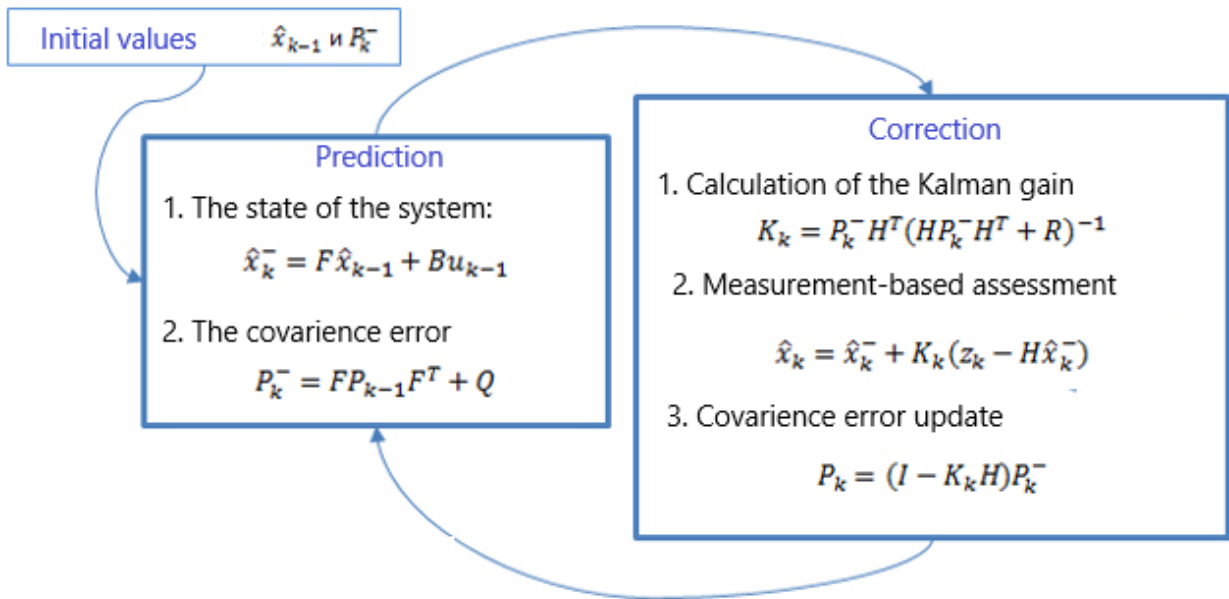 Initial values x̂ₖ₋₁ и Pₖ⁻
Prediction
1. The state of the system:
x̂ₖ⁻ = Fx̂ₖ₋₁ + Buₖ₋₁
2. The covarience error
Pₖ⁻ = FPₖ₋₁Fᵀ + Q
Correction
1. Calculation of the Kalman gain
Kₖ = Pₖ⁻Hᵀ(HPₖ⁻Hᵀ + R)⁻¹
2. Measurement-based assessment
x̂ₖ = x̂ₖ⁻ + Kₖ(zₖ − Hx̂ₖ⁻)
3. Covarience error update
Pₖ = (I − KₖH)Pₖ⁻